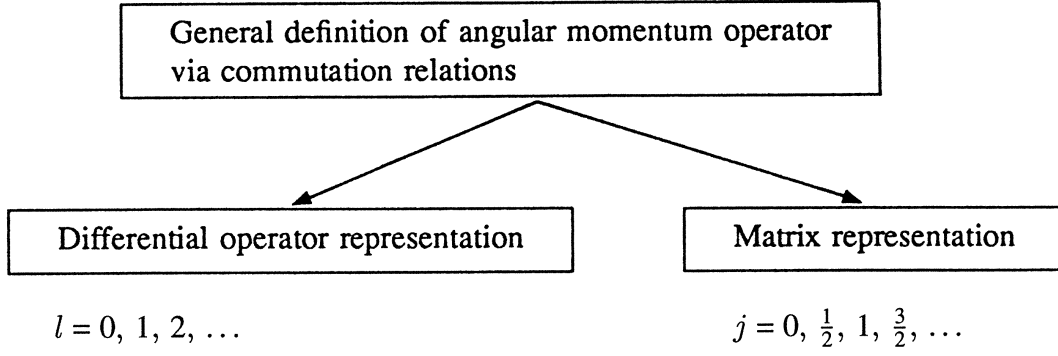 General definition of angular momentum operator
via commutation relations
Differential operator representation
Matrix representation
l = 0, 1, 2, …
j = 0, 1/2, 1, 3/2, …